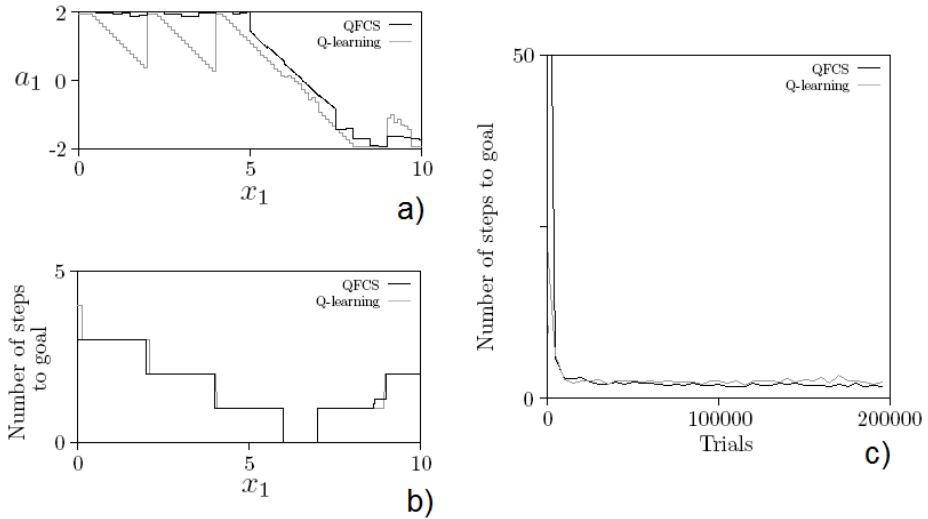 2
QFCS
Q-learning
a1
0
-2
0
5
10
x1
a)
5
QFCS
Q-learning
Number of steps
to goal
0
0
5
10
x1
b)
50
QFCS
Q-learning
Number of steps to goal
0
0
100000
200000
Trials
c)